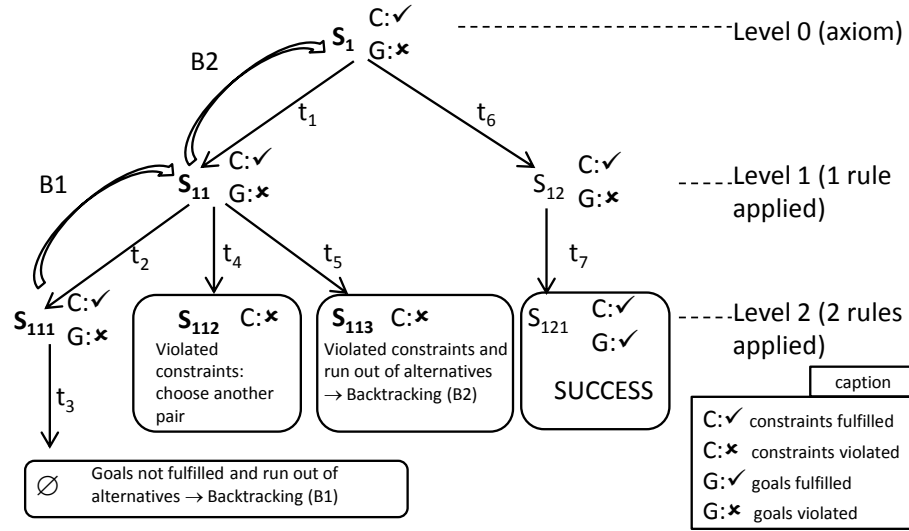 S1 C:✓
G:✗
Level 0 (axiom)
B2
t1
t6
B1
S11 C:✓
G:✗
S12 C:✓
G:✗
Level 1 (1 rule
applied)
t2
t4
t5
t7
S111 C:✓
G:✗
S112 C:✗
Violated
constraints:
choose another
pair
S113 C:✗
Violated constraints and
run out of alternatives
→ Backtracking (B2)
S121 C:✓
G:✓
SUCCESS
Level 2 (2 rules
applied)
t3
∅ Goals not fulfilled and run out of
alternatives → Backtracking (B1)
caption
C:✓ constraints fulfilled
C:✗ constraints violated
G:✓ goals fulfilled
G:✗ goals violated